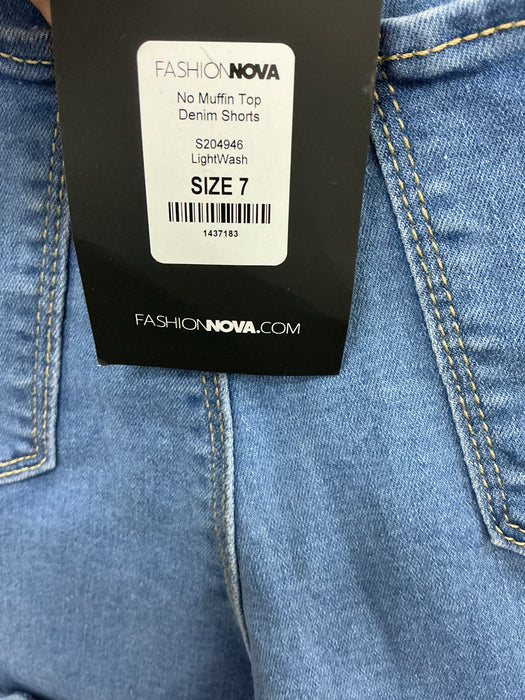 FASHIONNOVA
No Muffin Top
Denim Shorts
S204946
LightWash
SIZE 7
1437183
FASHIONNOVA.COM